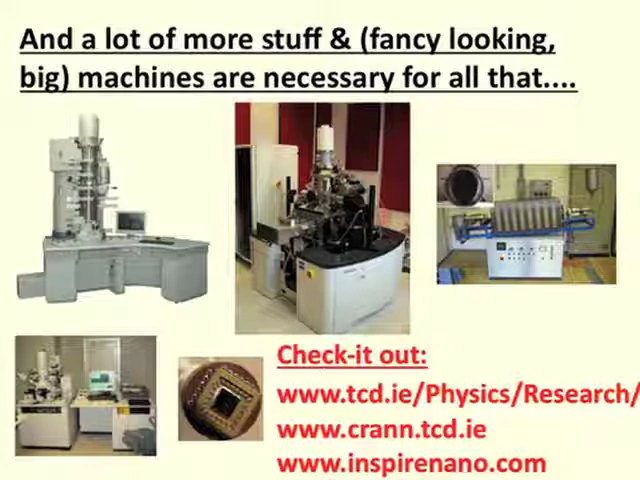 And a lot of more stuff & (fancy looking,
big) machines are necessary for all that....
Check-it out:
www.tcd.ie/Physics/Research/
www.crann.tcd.ie
www.inspirenano.com